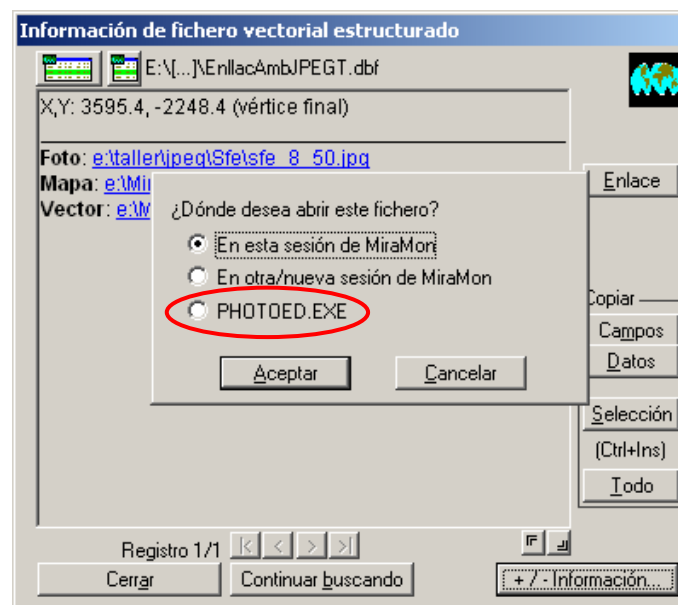 Información de fichero vectorial estructurado
E:\[...]\EnllacAmbJPEGT.dbf
X,Y: 3595.4, -2248.4 (vértice final)
Foto: e:\taller\jpeg\Sfe\sfe_8_50.jpg
Mapa: e:\Mi
Vector: e:\M
¿Dónde desea abrir este fichero?
En esta sesión de MiraMon
En otra/nueva sesión de MiraMon
PHOTOED.EXE
Aceptar
Cancelar
Enlace
Copiar
Campos
Datos
Selección
(Ctrl+Ins)
Todo
Registro 1/1
Cerrar
Continuar buscando
+ / - Información...